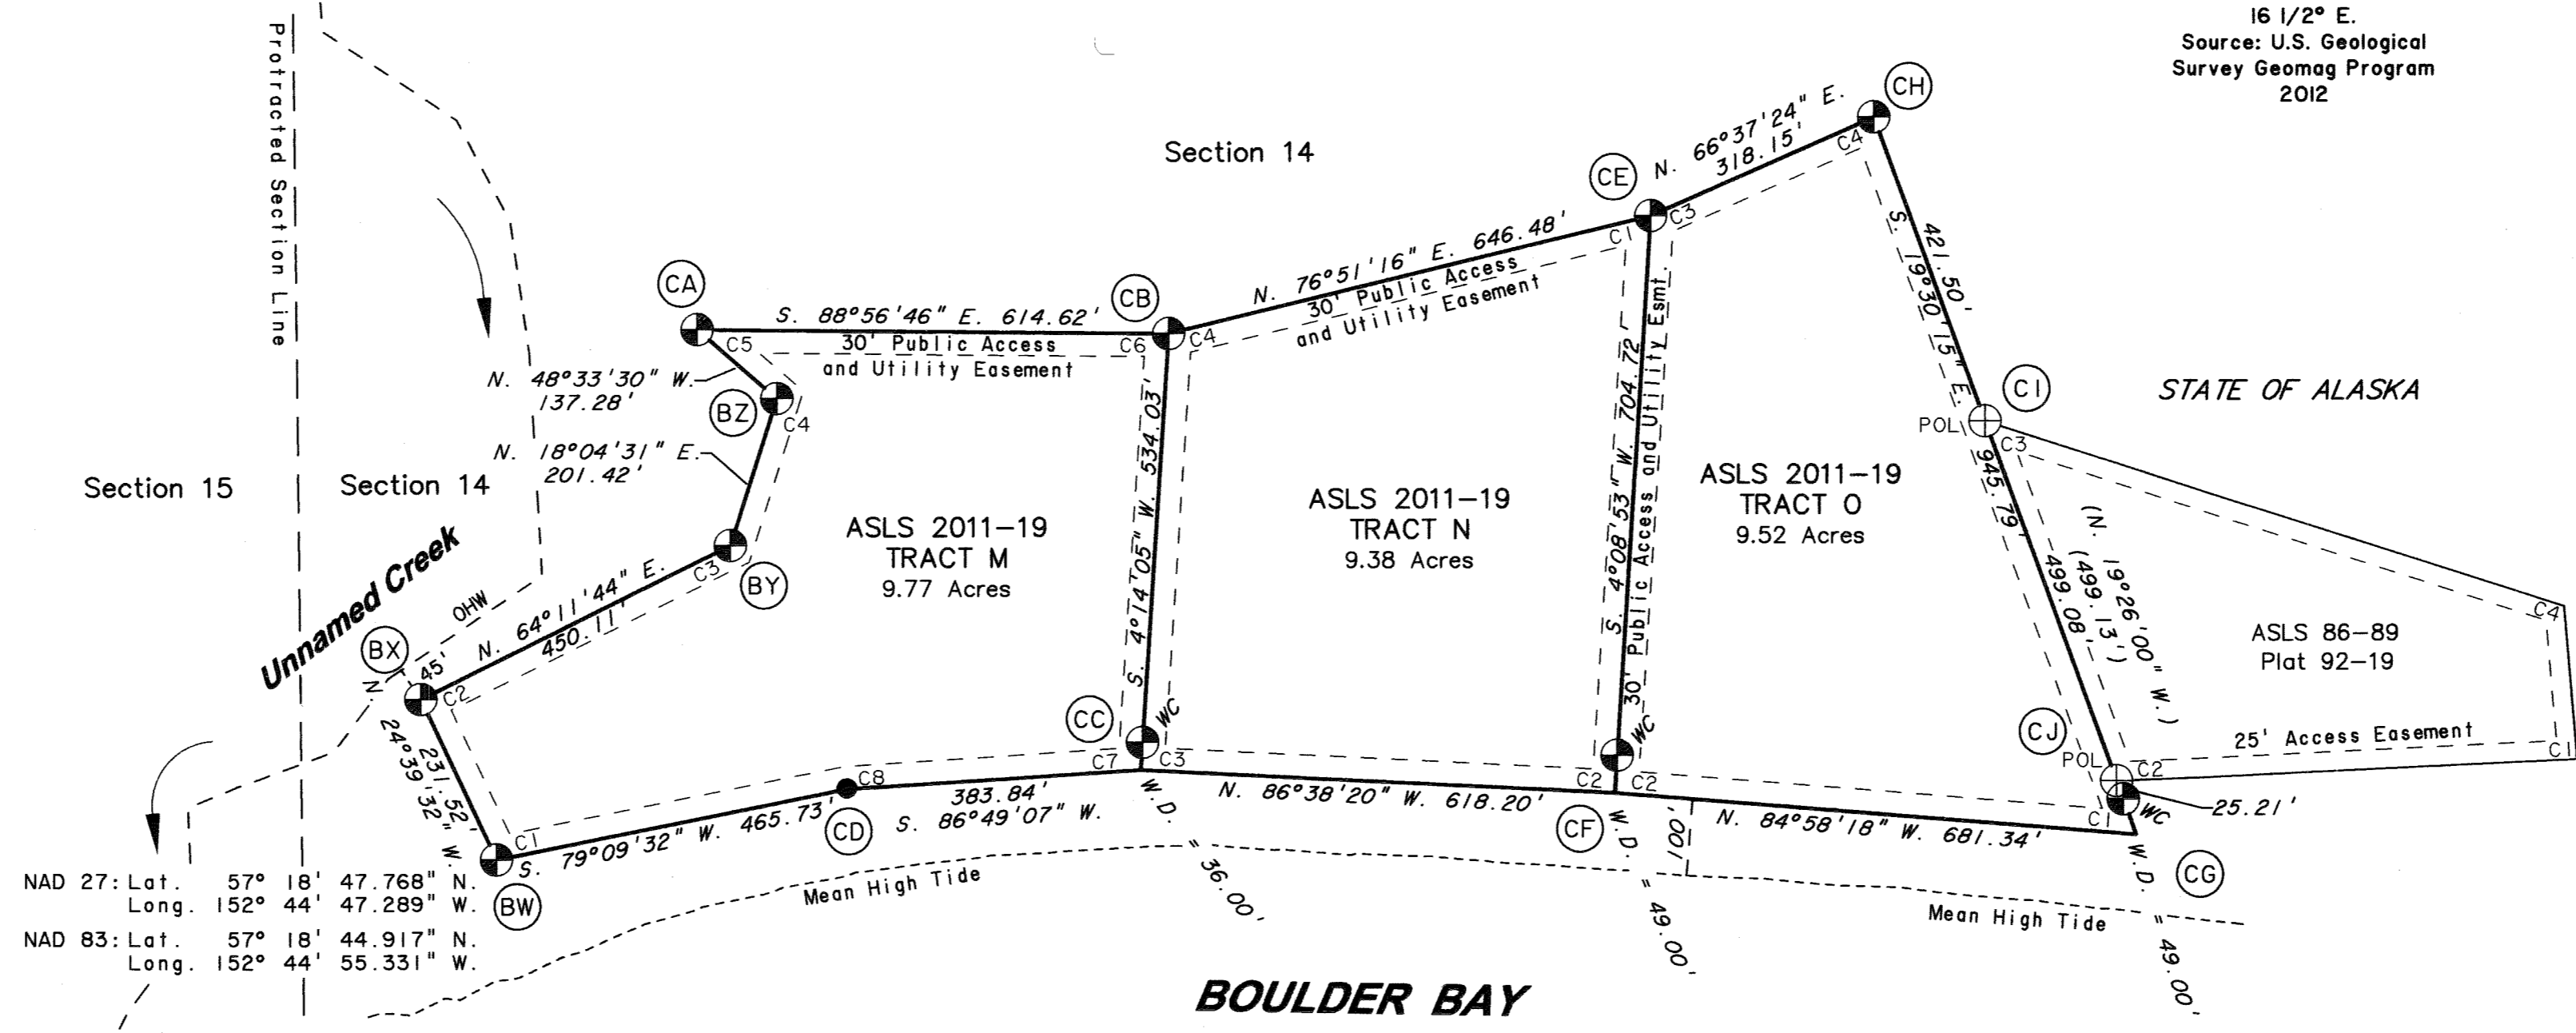 16 1/2° E.
Source: U.S. Geological
Survey Geomag Program
2012
Protracted Section Line
Section 14
CH
N. 66°37'24" E.
318.15'
C4
CE
C3
CA
CB
N. 76°51'16" E. 646.48'
C1
30' Public Access
and Utility Easement
C4
S. 88°56'46" E. 614.62'
C5
30' Public Access
C6
and Utility Easement
N. 48°33'30" W.
137.28'
BZ
C4
N. 18°04'31" E.
201.42'
S. 4°14'05" W. 534.03'
S. 4°08'53" W. 704.72'
30' Public Access and Utility Esmt.
421.50'
S. 19°30'15" E.
945.79'
CI
POL
C3
STATE OF ALASKA
Section 15
Section 14
ASLS 2011-19
TRACT M
9.77 Acres
ASLS 2011-19
TRACT N
9.38 Acres
ASLS 2011-19
TRACT O
9.52 Acres
499.08'
(N. 19°26'00" W.)
(499.13')
C4
ASLS 86-89
Plat 92-19
25' Access Easement
C1
Unnamed Creek
OHW
BX
45'
C2
N. 64°11'44" E.
450.11'
C3
BY
N. 24°39'32" W.
231.52'
CC
WC
C7
C3
WC
C2
C2
CJ
POL
C2
25.21'
C1
WC
C1
S. 79°09'32" W. 465.73'
C8
CD
383.84'
S. 86°49'07" W.
N. 86°38'20" W. 618.20'
CF
100'
N. 84°58'18" W. 681.34'
CG
W.D. = 36.00'
W.D. = 49.00'
W.D. = 49.00'
BW
NAD 27: Lat. 57° 18' 47.768" N.
Long. 152° 44' 47.289" W.
NAD 83: Lat. 57° 18' 44.917" N.
Long. 152° 44' 55.331" W.
Mean High Tide
Mean High Tide
BOULDER BAY